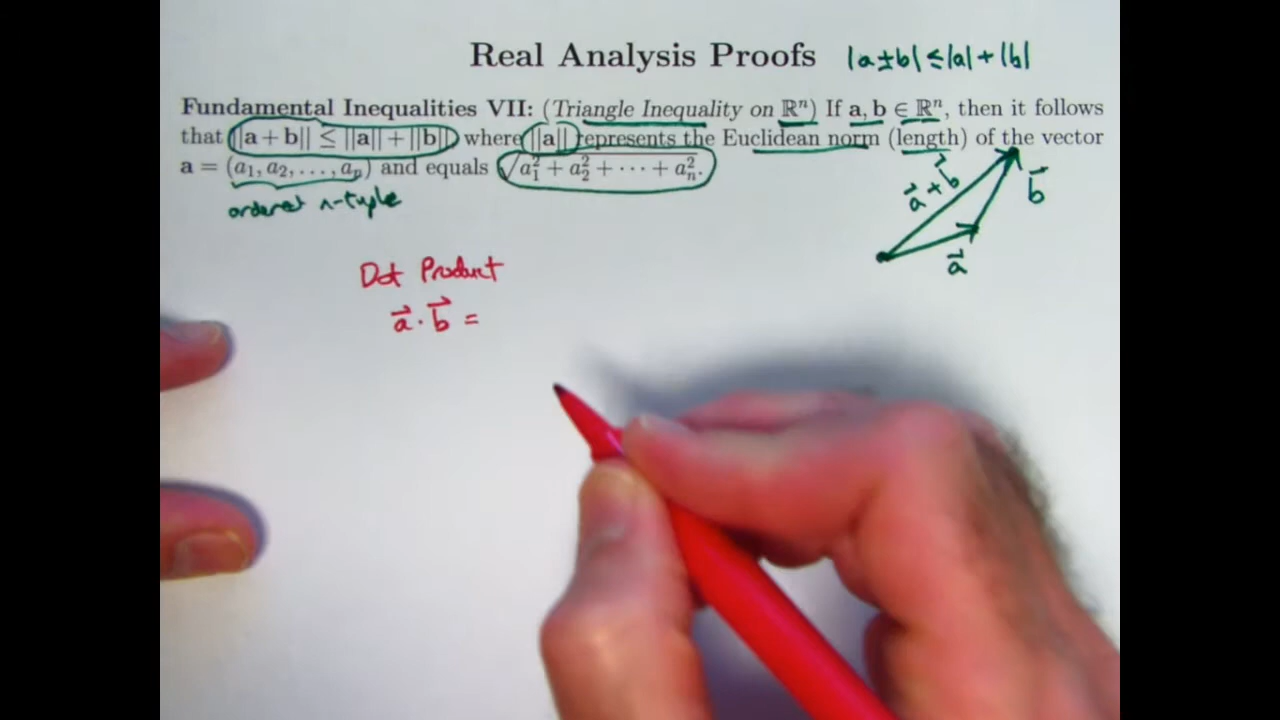 Real Analysis Proofs |a±b| ≤ |a| + |b|
Fundamental Inequalities VII: (Triangle Inequality on ℝⁿ) If a, b ∈ ℝⁿ, then it follows
that ||a + b|| ≤ ||a|| + ||b|| where ||a|| represents the Euclidean norm (length) of the vector
a = (a₁, a₂, …, aₙ) and equals √(a₁² + a₂² + ⋯ + aₙ²).
ordered n-tuple
a⃗ + b⃗
b⃗
a⃗
Dot Product
a⃗ · b⃗ =